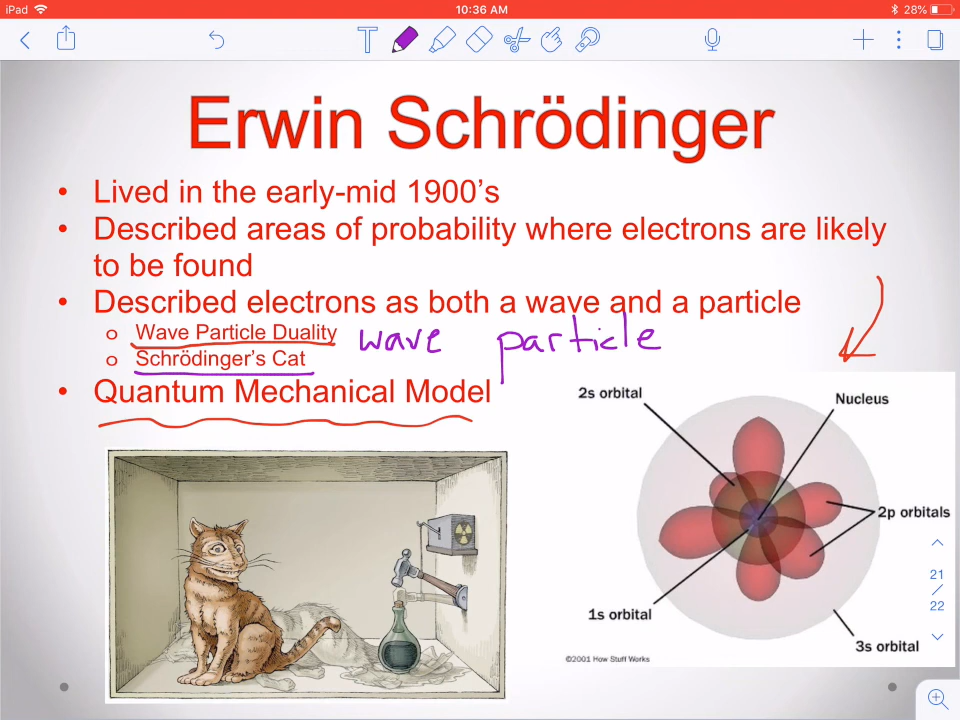 iPad 10:36 AM 28%
T
Erwin Schrödinger
• Lived in the early-mid 1900's
• Described areas of probability where electrons are likely
to be found
• Described electrons as both a wave and a particle
o Wave Particle Duality
wave particle
o Schrödinger's Cat
• Quantum Mechanical Model
2s orbital
Nucleus
2p orbitals
1s orbital
3s orbital
©2001 How Stuff Works
21
/
22